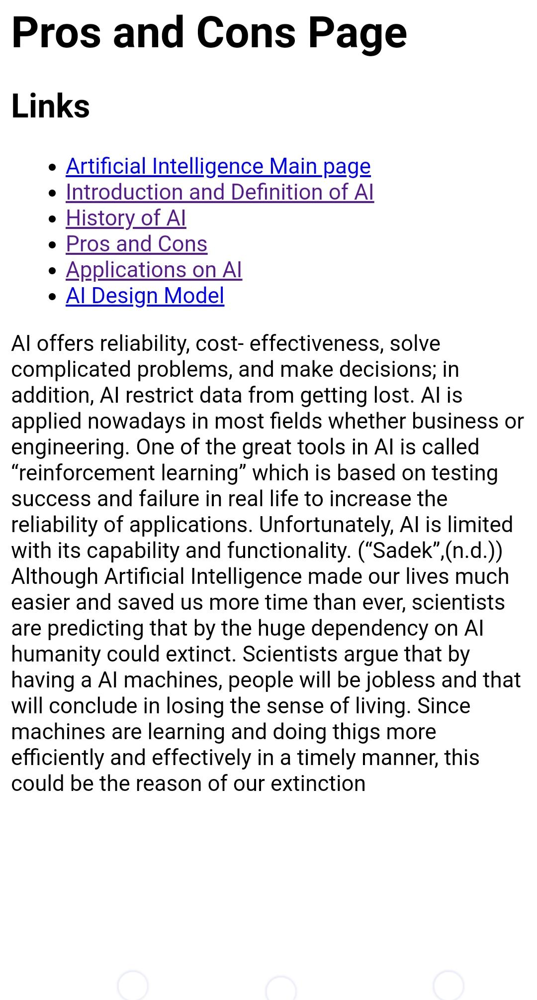 Pros and Cons Page
Links
• Artificial Intelligence Main page
• Introduction and Definition of AI
• History of AI
• Pros and Cons
• Applications on AI
• AI Design Model
AI offers reliability, cost- effectiveness, solve
complicated problems, and make decisions; in
addition, AI restrict data from getting lost. AI is
applied nowadays in most fields whether business or
engineering. One of the great tools in AI is called
“reinforcement learning” which is based on testing
success and failure in real life to increase the
reliability of applications. Unfortunately, AI is limited
with its capability and functionality. (“Sadek”,(n.d.))
Although Artificial Intelligence made our lives much
easier and saved us more time than ever, scientists
are predicting that by the huge dependency on AI
humanity could extinct. Scientists argue that by
having a AI machines, people will be jobless and that
will conclude in losing the sense of living. Since
machines are learning and doing thigs more
efficiently and effectively in a timely manner, this
could be the reason of our extinction